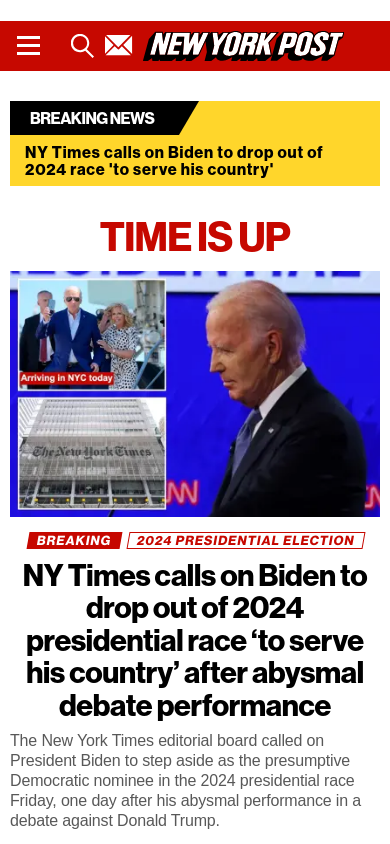 NEW YORK POST
BREAKING NEWS
NY Times calls on Biden to drop out of
2024 race 'to serve his country'
TIME IS UP
RESIDENTIAL
Arriving in NYC today
The New York Times
NN
CN
BREAKING
2024 PRESIDENTIAL ELECTION
NY Times calls on Biden to
drop out of 2024
presidential race ‘to serve
his country’ after abysmal
debate performance
The New York Times editorial board called on
President Biden to step aside as the presumptive
Democratic nominee in the 2024 presidential race
Friday, one day after his abysmal performance in a
debate against Donald Trump.